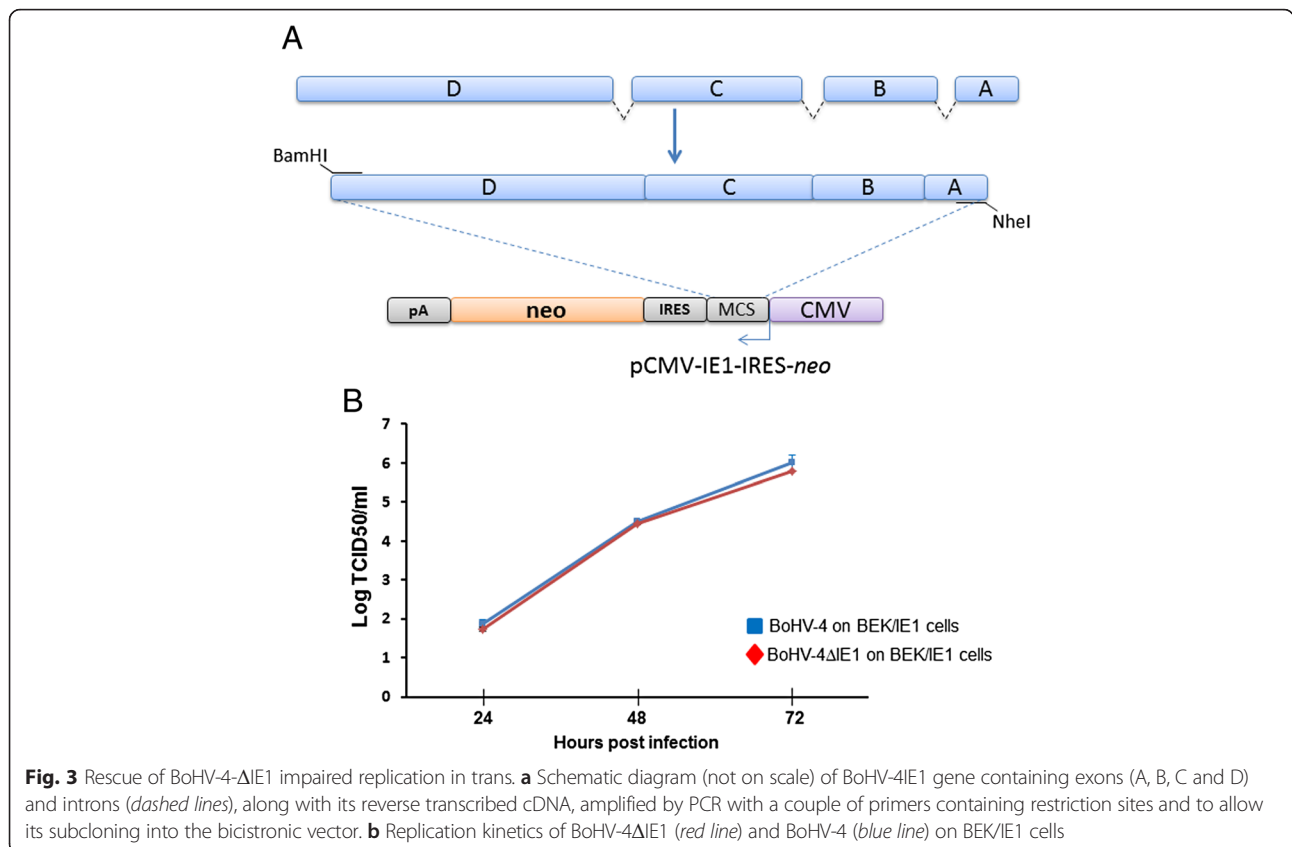 A
D C B A
BamHI
D C B A
NheI
pA neo IRES MCS CMV
pCMV-IE1-IRES-neo
B
7
6
5
4
3
2
1
0
Log TCID50/ml
BoHV-4 on BEK/IE1 cells
BoHV-4ΔIE1 on BEK/IE1 cells
24 48 72
Hours post infection
Fig. 3 Rescue of BoHV-4-ΔIE1 impaired replication in trans. a Schematic diagram (not on scale) of BoHV-4IE1 gene containing exons (A, B, C and D)
and introns (dashed lines), along with its reverse transcribed cDNA, amplified by PCR with a couple of primers containing restriction sites and to allow
its subcloning into the bicistronic vector. b Replication kinetics of BoHV-4ΔIE1 (red line) and BoHV-4 (blue line) on BEK/IE1 cells